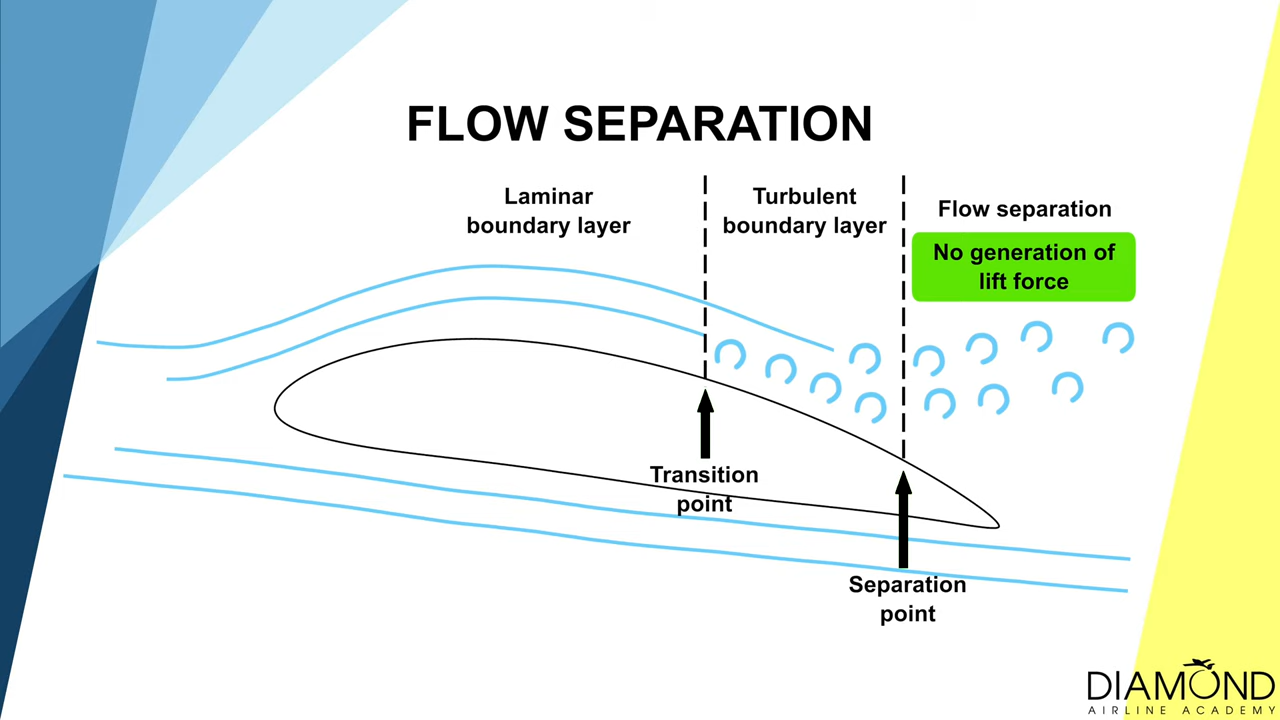 FLOW SEPARATION
Laminar
boundary layer
Turbulent
boundary layer
Flow separation
No generation of
lift force
Transition
point
Separation
point
DIAMOND
AIRLINE ACADEMY